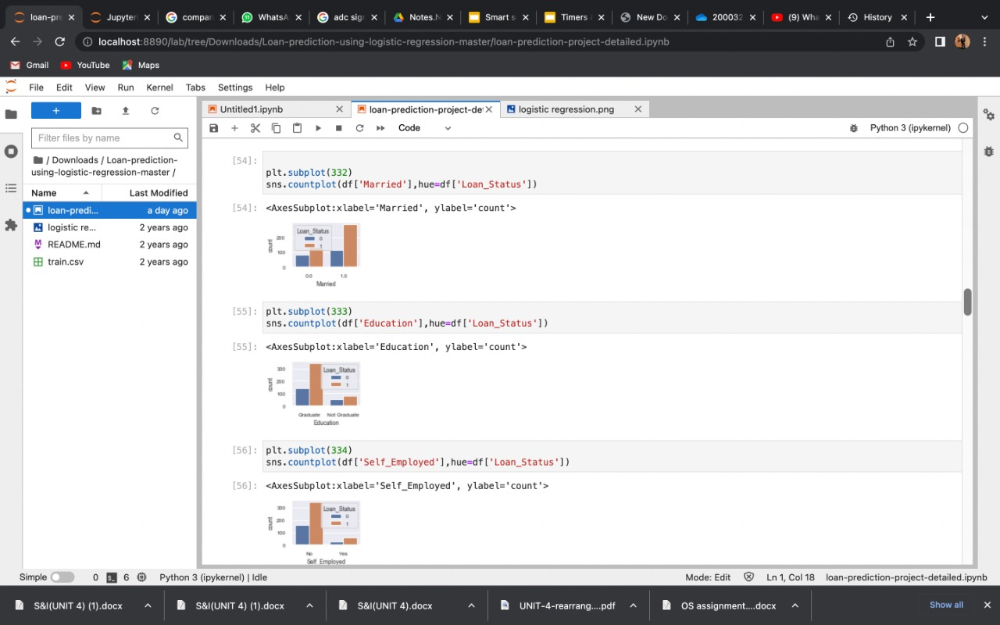 loan-pre
Jupyterl
compar
WhatsA
adc sig
Notes.N
Smart s
Timers &
New Do
200032
(9) Wha
History
localhost:8890/lab/tree/Downloads/Loan-prediction-using-logistic-regression-master/loan-prediction-project-detailed.ipynb
Gmail YouTube Maps
File Edit View Run Kernel Tabs Settings Help
Untitled1.ipynb
loan-prediction-project-de
logistic regression.png
Code
Python 3 (ipykernel)
Filter files by name
/ Downloads / Loan-prediction-
using-logistic-regression-master /
Name Last Modified
loan-predi... a day ago
logistic re... 2 years ago
README.md 2 years ago
train.csv 2 years ago
[54]:
plt.subplot(332)
sns.countplot(df['Married'],hue=df['Loan_Status'])
[54]: <AxesSubplot:xlabel='Married', ylabel='count'>
Loan_Status
0
1
200
100
0
count
0.0 1.0
Married
[55]: plt.subplot(333)
sns.countplot(df['Education'],hue=df['Loan_Status'])
[55]: <AxesSubplot:xlabel='Education', ylabel='count'>
Loan_Status
0
1
300
200
100
0
count
Graduate Not Graduate
Education
[56]: plt.subplot(334)
sns.countplot(df['Self_Employed'],hue=df['Loan_Status'])
[56]: <AxesSubplot:xlabel='Self_Employed', ylabel='count'>
Loan_Status
0
1
300
200
100
0
count
No Yes
Self_Employed
Simple 0 6 Python 3 (ipykernel) | Idle
Mode: Edit Ln 1, Col 18 loan-prediction-project-detailed.ipynb
S&I(UNIT 4) (1).docx
S&I(UNIT 4) (1).docx
S&I(UNIT 4).docx
UNIT-4-rearrang....pdf
OS assignment....docx
Show all